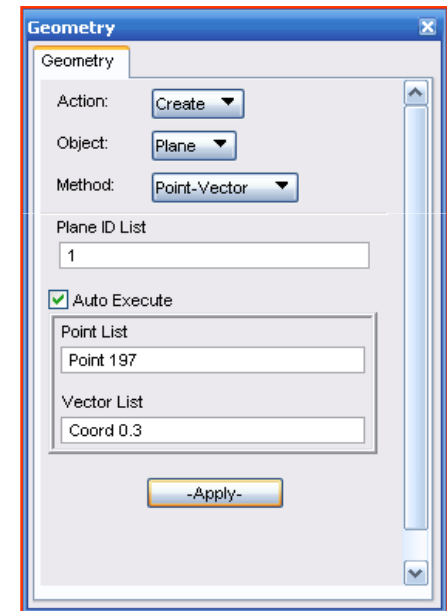 Geometry
Geometry
Action: Create
Object: Plane
Method: Point-Vector
Plane ID List
1
Auto Execute
Point List
Point 197
Vector List
Coord 0.3
-Apply-